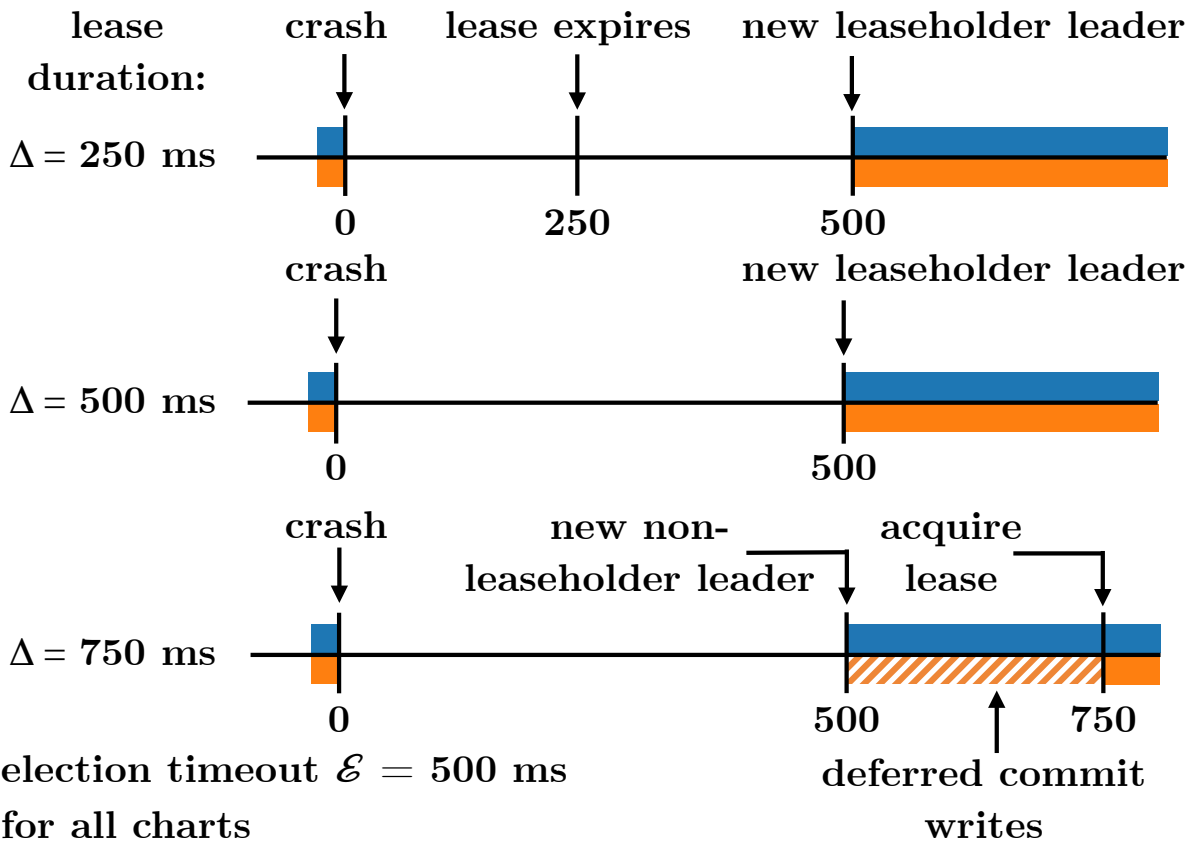 lease
duration:
crash
lease expires
new leaseholder leader
Δ = 250 ms
0
250
500
crash
new leaseholder leader
Δ = 500 ms
0
500
crash
new non-
leaseholder leader
acquire
lease
Δ = 750 ms
0
500
750
election timeout ℰ = 500 ms
for all charts
deferred commit
writes